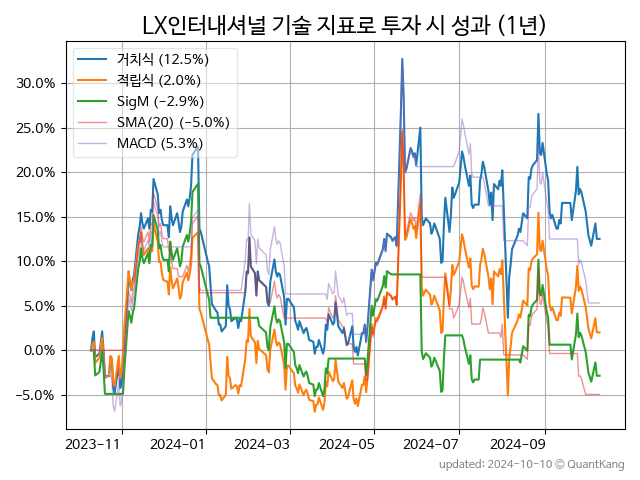 LX인터내셔널 기술 지표로 투자 시 성과 (1년)
거치식 (12.5%)
적립식 (2.0%)
SigM (−2.9%)
SMA(20) (−5.0%)
MACD (5.3%)
30.0%
25.0%
20.0%
15.0%
10.0%
5.0%
0.0%
−5.0%
2023-11
2024-01
2024-03
2024-05
2024-07
2024-09
updated: 2024-10-10 © QuantKang